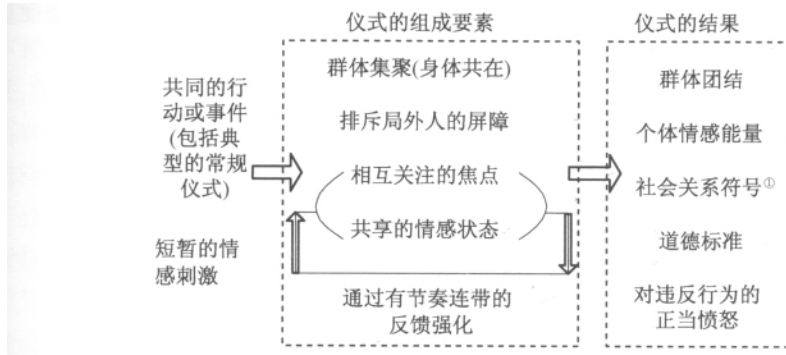 仪式的组成要素
仪式的结果
共同的行
动或事件
(包括典
型的常规
仪式)
短暂的情
感刺激
群体集聚(身体共在)
排斥局外人的屏障
相互关注的焦点
共享的情感状态
通过有节奏连带的
反馈强化
群体团结
个体情感能量
社会关系符号①
道德标准
对违反行为的
正当愤怒